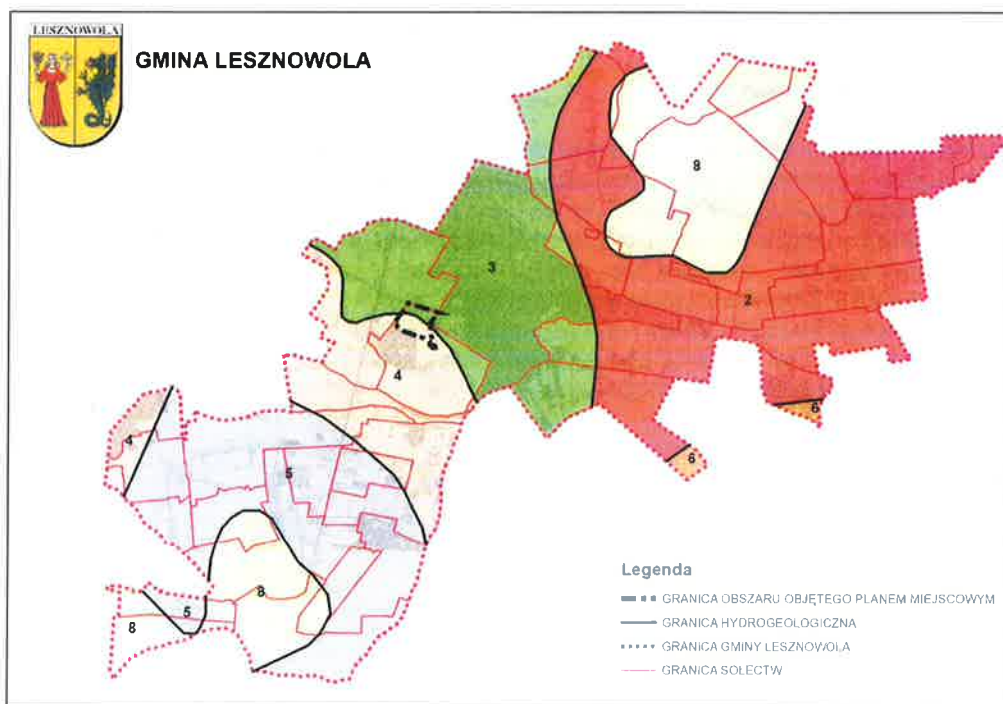 LESZNOWOLA
GMINA LESZNOWOLA
8
3
2
4
6
4
6
5
8
5
8
Legenda
GRANICA OBSZARU OBJĘTEGO PLANEM MIEJSCOWYM
GRANICA HYDROGEOLOGICZNA
GRANICA GMINY LESZNOWOLA
GRANICA SOŁECTW